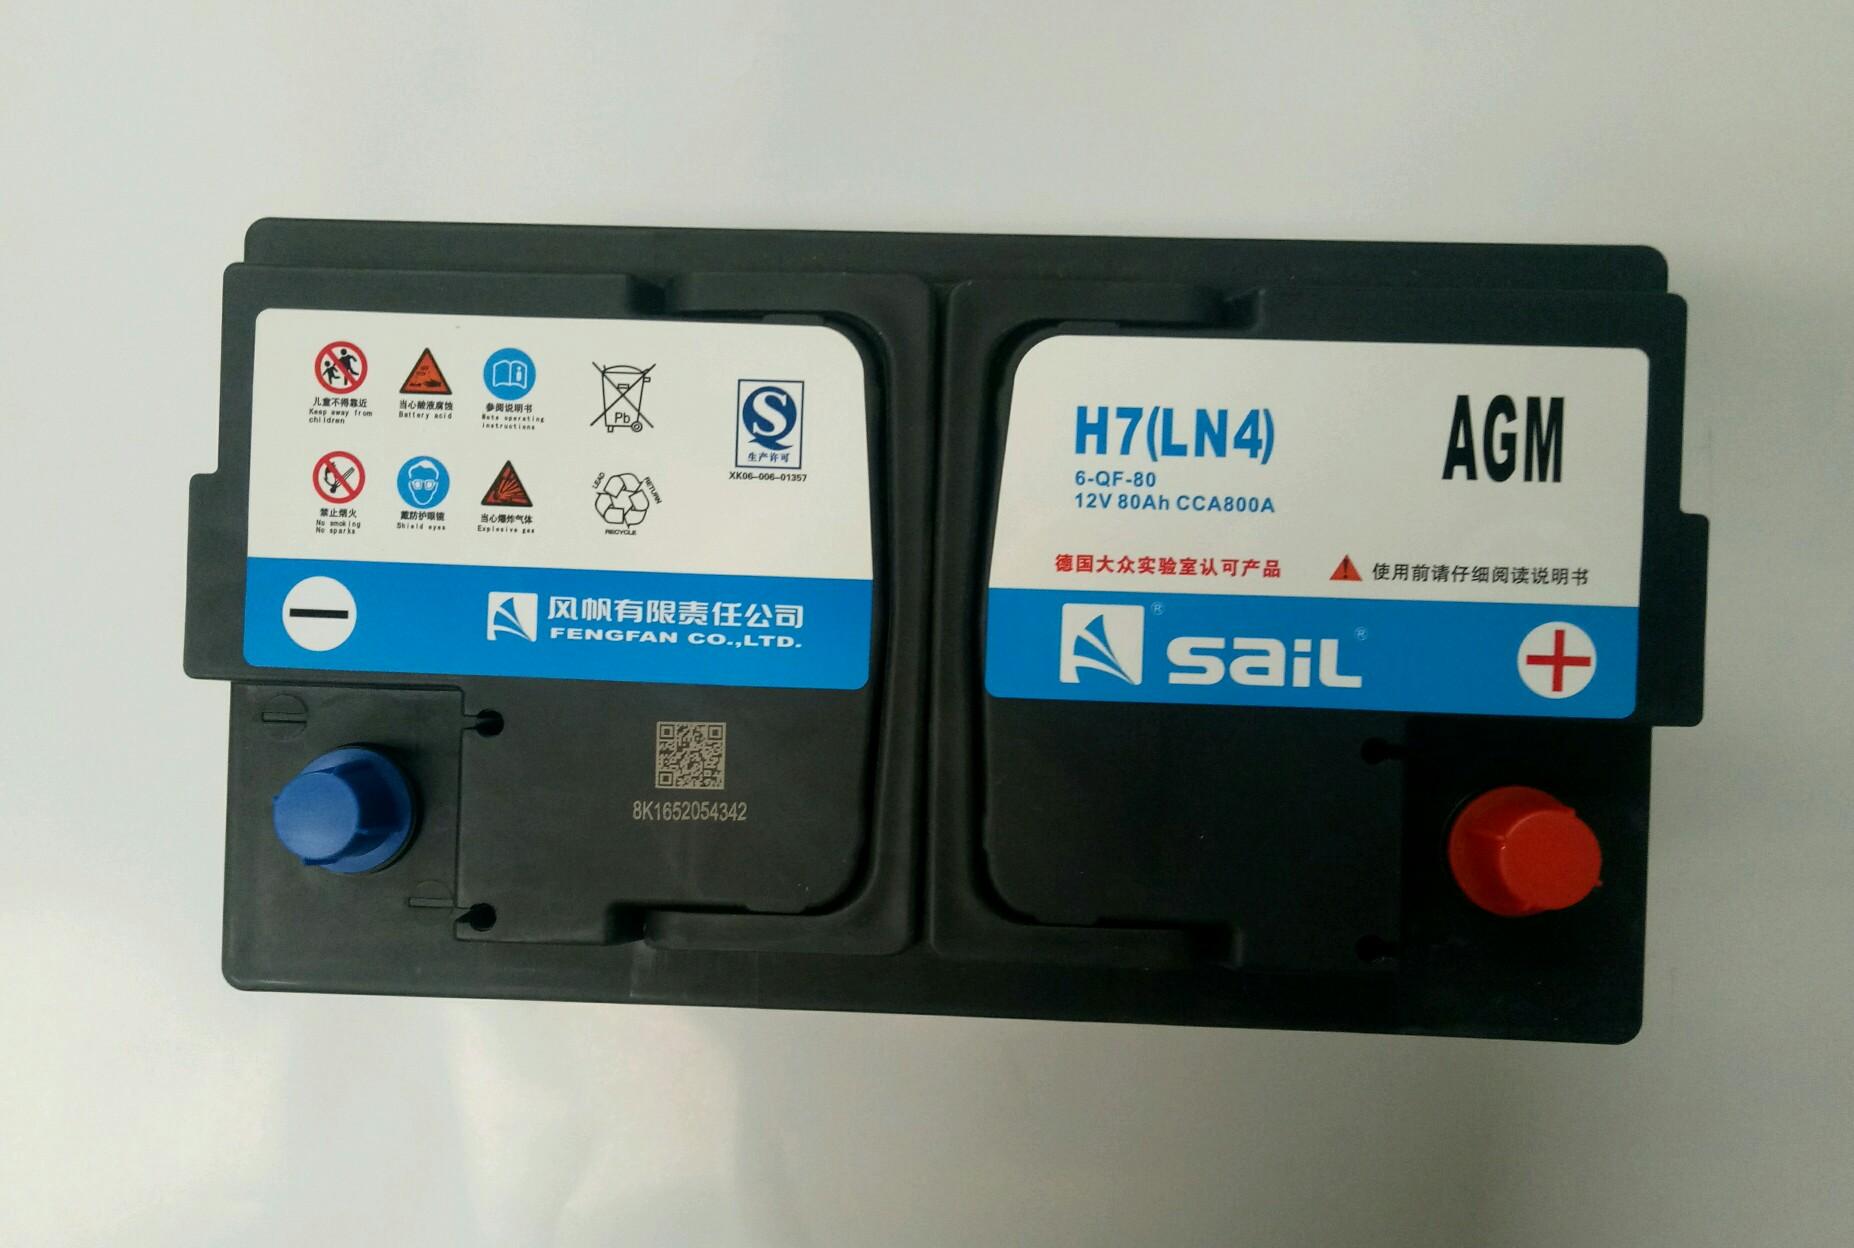 儿童不得靠近
Keep away from
children
当心酸液腐蚀
Battery acid
参阅说明书
Note operating
instructions
Pb
S
生产许可
XK06-006-01357
禁止烟火
No smoking
No sparks
戴防护眼镜
Shield eyes
当心爆炸气体
Explosive gas
LEAD
RETURN
RECYCLE
风帆有限责任公司
FENGFAN CO.,LTD.
8K1652054342
H7(LN4)
AGM
6-QF-80
12V 80Ah CCA800A
德国大众实验室认可产品
使用前请仔细阅读说明书
® sail ®